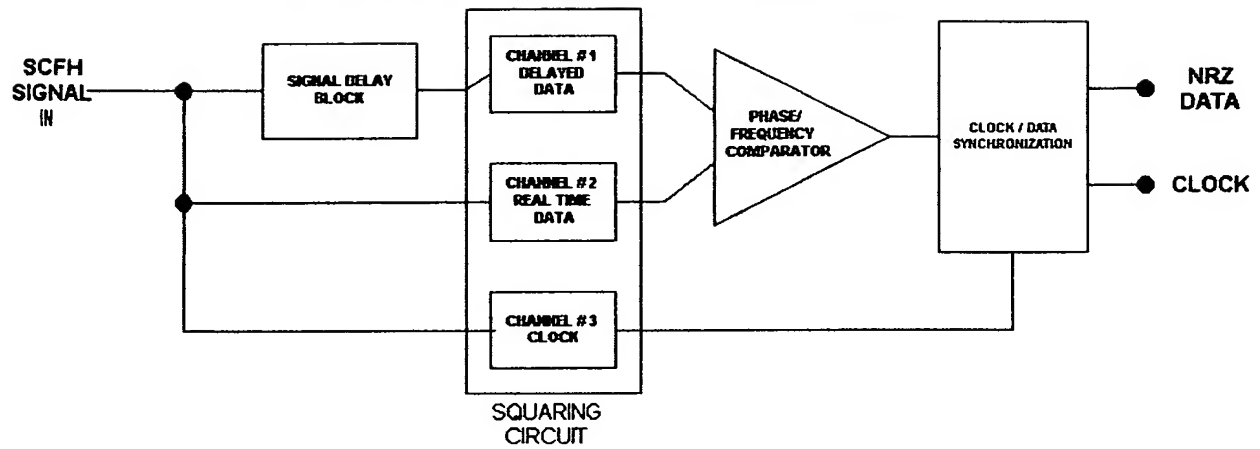 SCFH
SIGNAL
IN
SIGNAL DELAY
BLOCK
CHANNEL #1
DELAYED
DATA
CHANNEL #2
REAL TIME
DATA
CHANNEL #3
CLOCK
SQUARING
CIRCUIT
PHASE/
FREQUENCY
COMPARATOR
CLOCK / DATA
SYNCHRONIZATION
NRZ
DATA
CLOCK